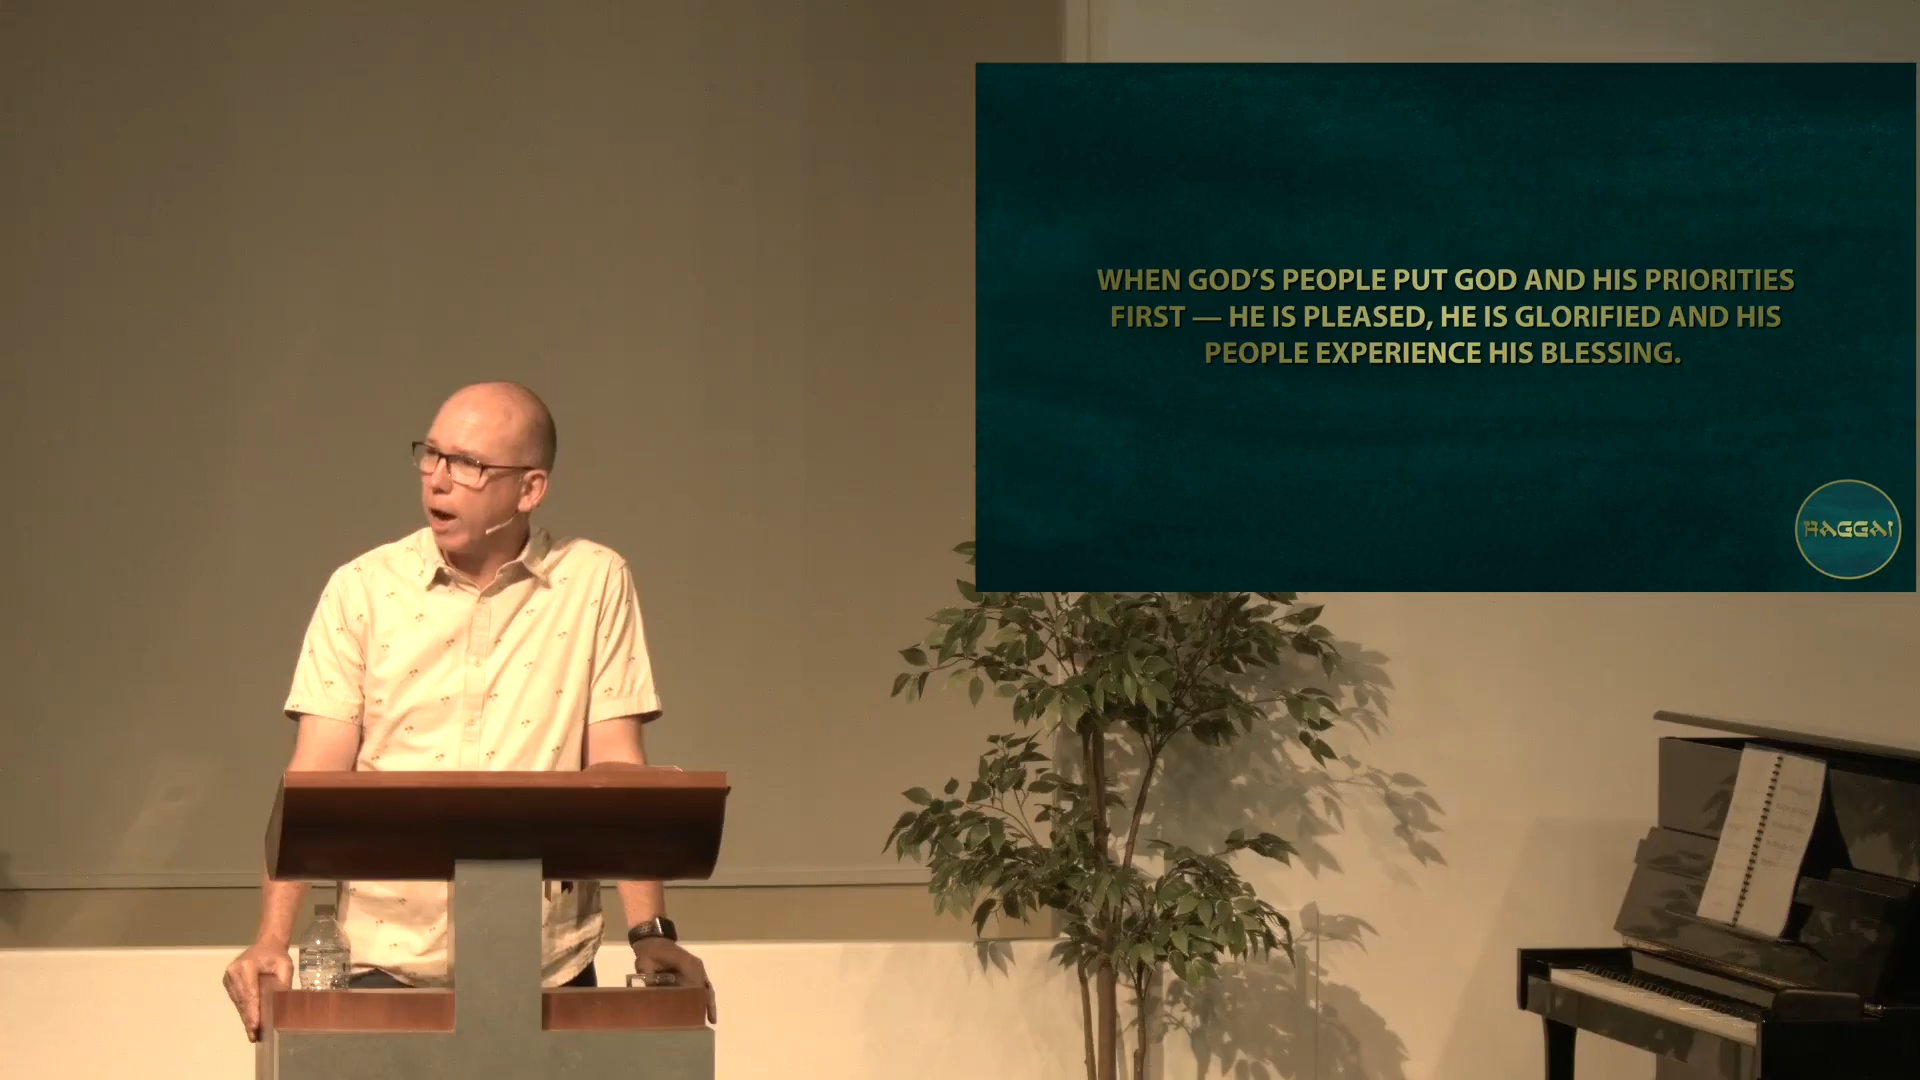 WHEN GOD’S PEOPLE PUT GOD AND HIS PRIORITIES
FIRST — HE IS PLEASED, HE IS GLORIFIED AND HIS
PEOPLE EXPERIENCE HIS BLESSING.
HAGGAI